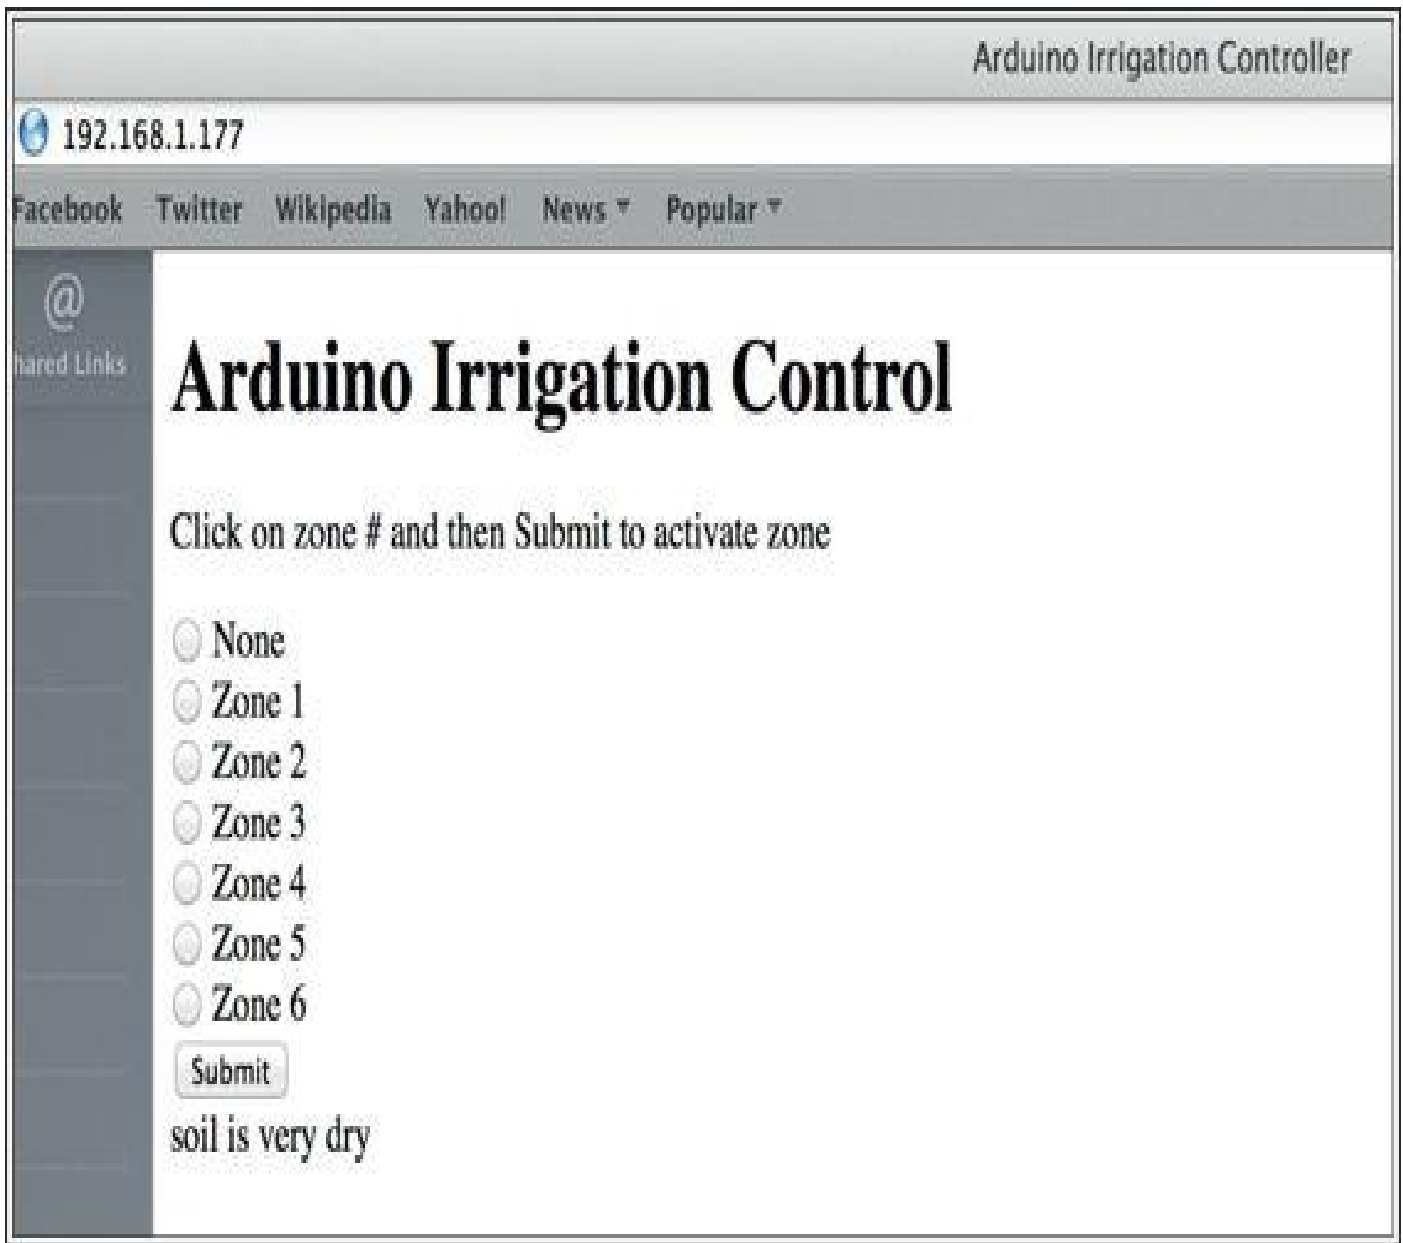 Arduino Irrigation Controller
192.168.1.177
Facebook Twitter Wikipedia Yahoo! News Popular
@
hared Links
Arduino Irrigation Control
Click on zone # and then Submit to activate zone
None
Zone 1
Zone 2
Zone 3
Zone 4
Zone 5
Zone 6
Submit
soil is very dry